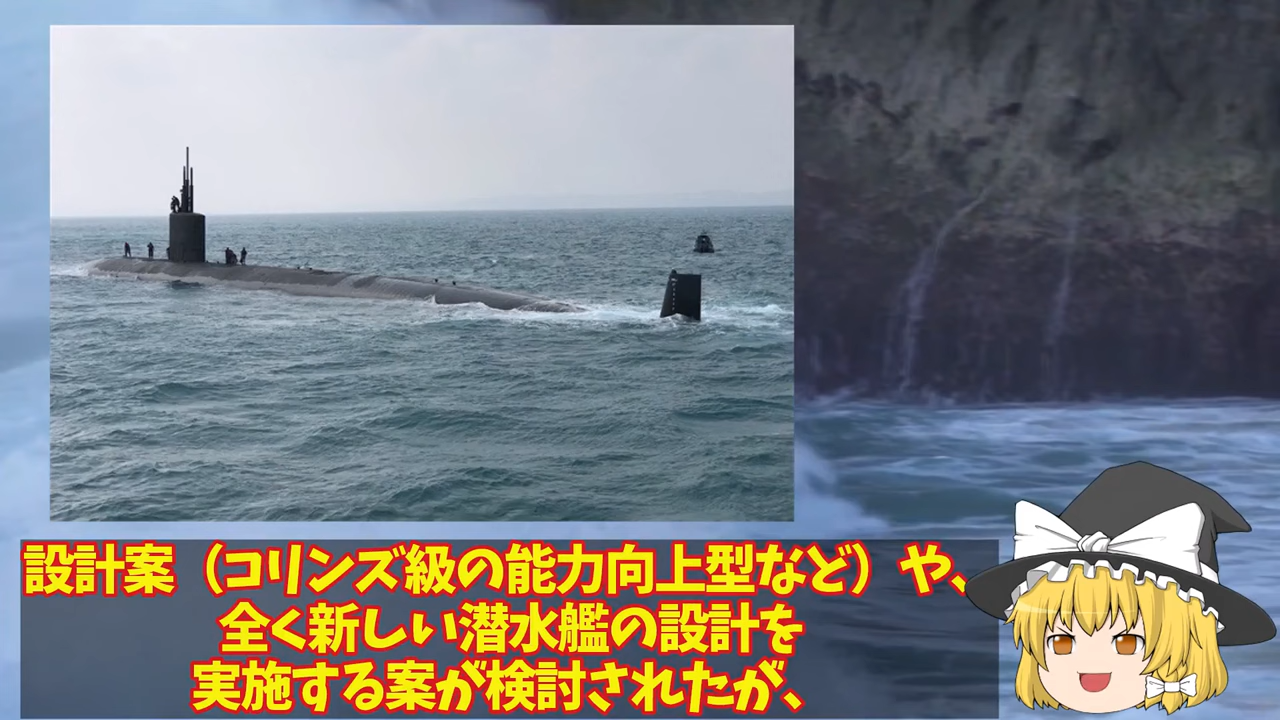 設計案（コリンズ級の能力向上型など）や、
全く新しい潜水艦の設計を
実施する案が検討されたが、